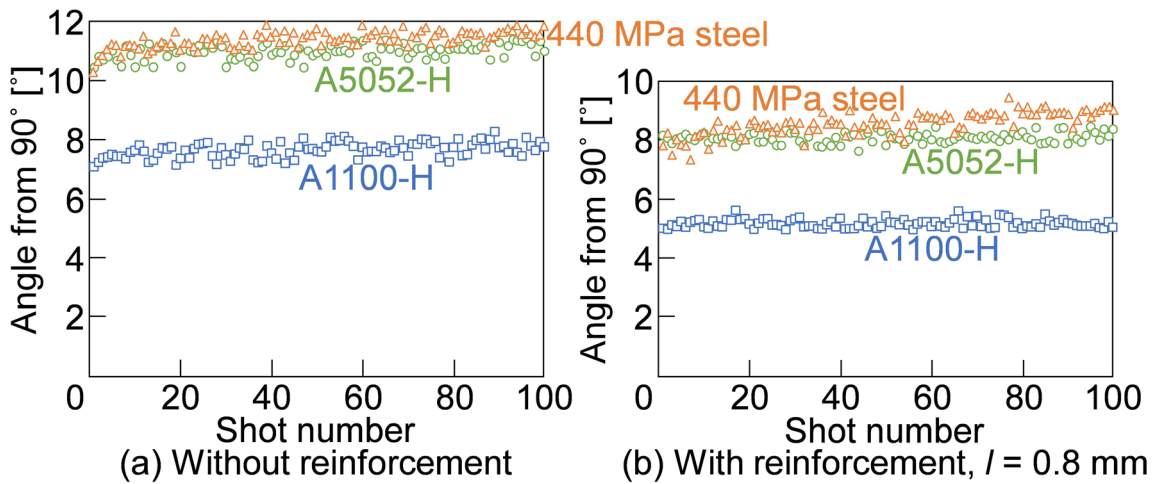 12
10
8
6
4
2
0
20
40
60
80
100
Angle from 90° [°]
Shot number
440 MPa steel
A5052-H
A1100-H
(a) Without reinforcement
10
8
6
4
2
0
20
40
60
80
100
Angle from 90° [°]
Shot number
440 MPa steel
A5052-H
A1100-H
(b) With reinforcement, l = 0.8 mm